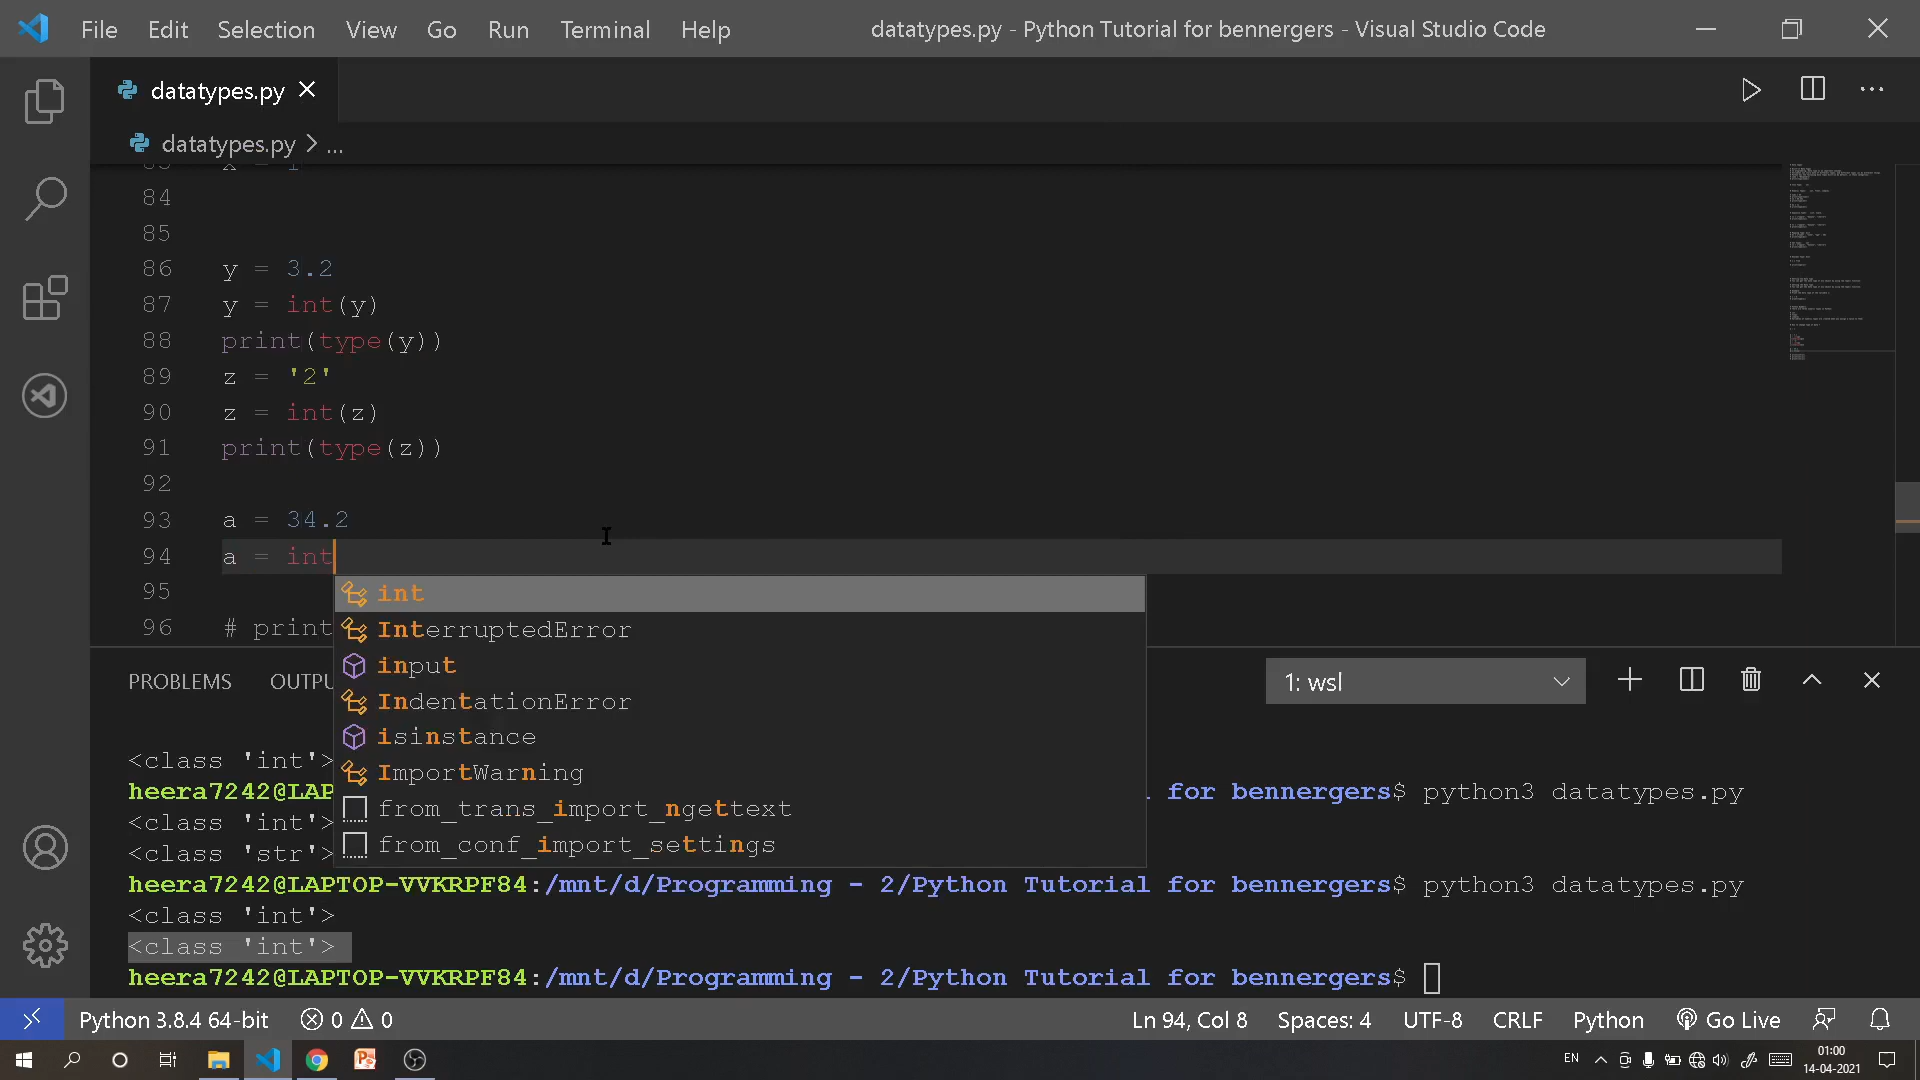 File Edit Selection View Go Run Terminal Help datatypes.py - Python Tutorial for bennergers - Visual Studio Code
datatypes.py
datatypes.py > ...
84
85
86 y = 3.2
87 y = int(y)
88 print(type(y))
89 z = '2'
90 z = int(z)
91 print(type(z))
92
93 a = 34.2
94 a = int
95
96 # print
int
InterruptedError
input
IndentationError
isinstance
ImportWarning
from_trans_import_ngettext
from_conf_import_settings
PROBLEMS OUTPU
1: wsl
<class 'int'>
heera7242@LAP for bennergers$ python3 datatypes.py
<class 'int'>
<class 'str'>
heera7242@LAPTOP-VVKRPF84:/mnt/d/Programming - 2/Python Tutorial for bennergers$ python3 datatypes.py
<class 'int'>
<class 'int'>
heera7242@LAPTOP-VVKRPF84:/mnt/d/Programming - 2/Python Tutorial for bennergers$
Python 3.8.4 64-bit 0 0 Ln 94, Col 8 Spaces: 4 UTF-8 CRLF Python Go Live
EN 01:00
14-04-2021